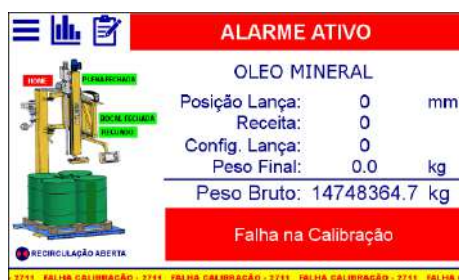 ALARME ATIVO
HOME
PLENA FECHADA
BOCAL FECHADA
RECUADO
RECIRCULAÇÃO ABERTA
OLEO MINERAL
Posição Lança: 0 mm
Receita: 0
Config. Lança: 0
Peso Final: 0.0 kg
Peso Bruto: 14748364.7 kg
Falha na Calibração
- 2711 FALHA CALIBRAÇÃO - 2711 FALHA CALIBRAÇÃO - 2711 FALHA CALIBRAÇÃO - 2711 FALHA